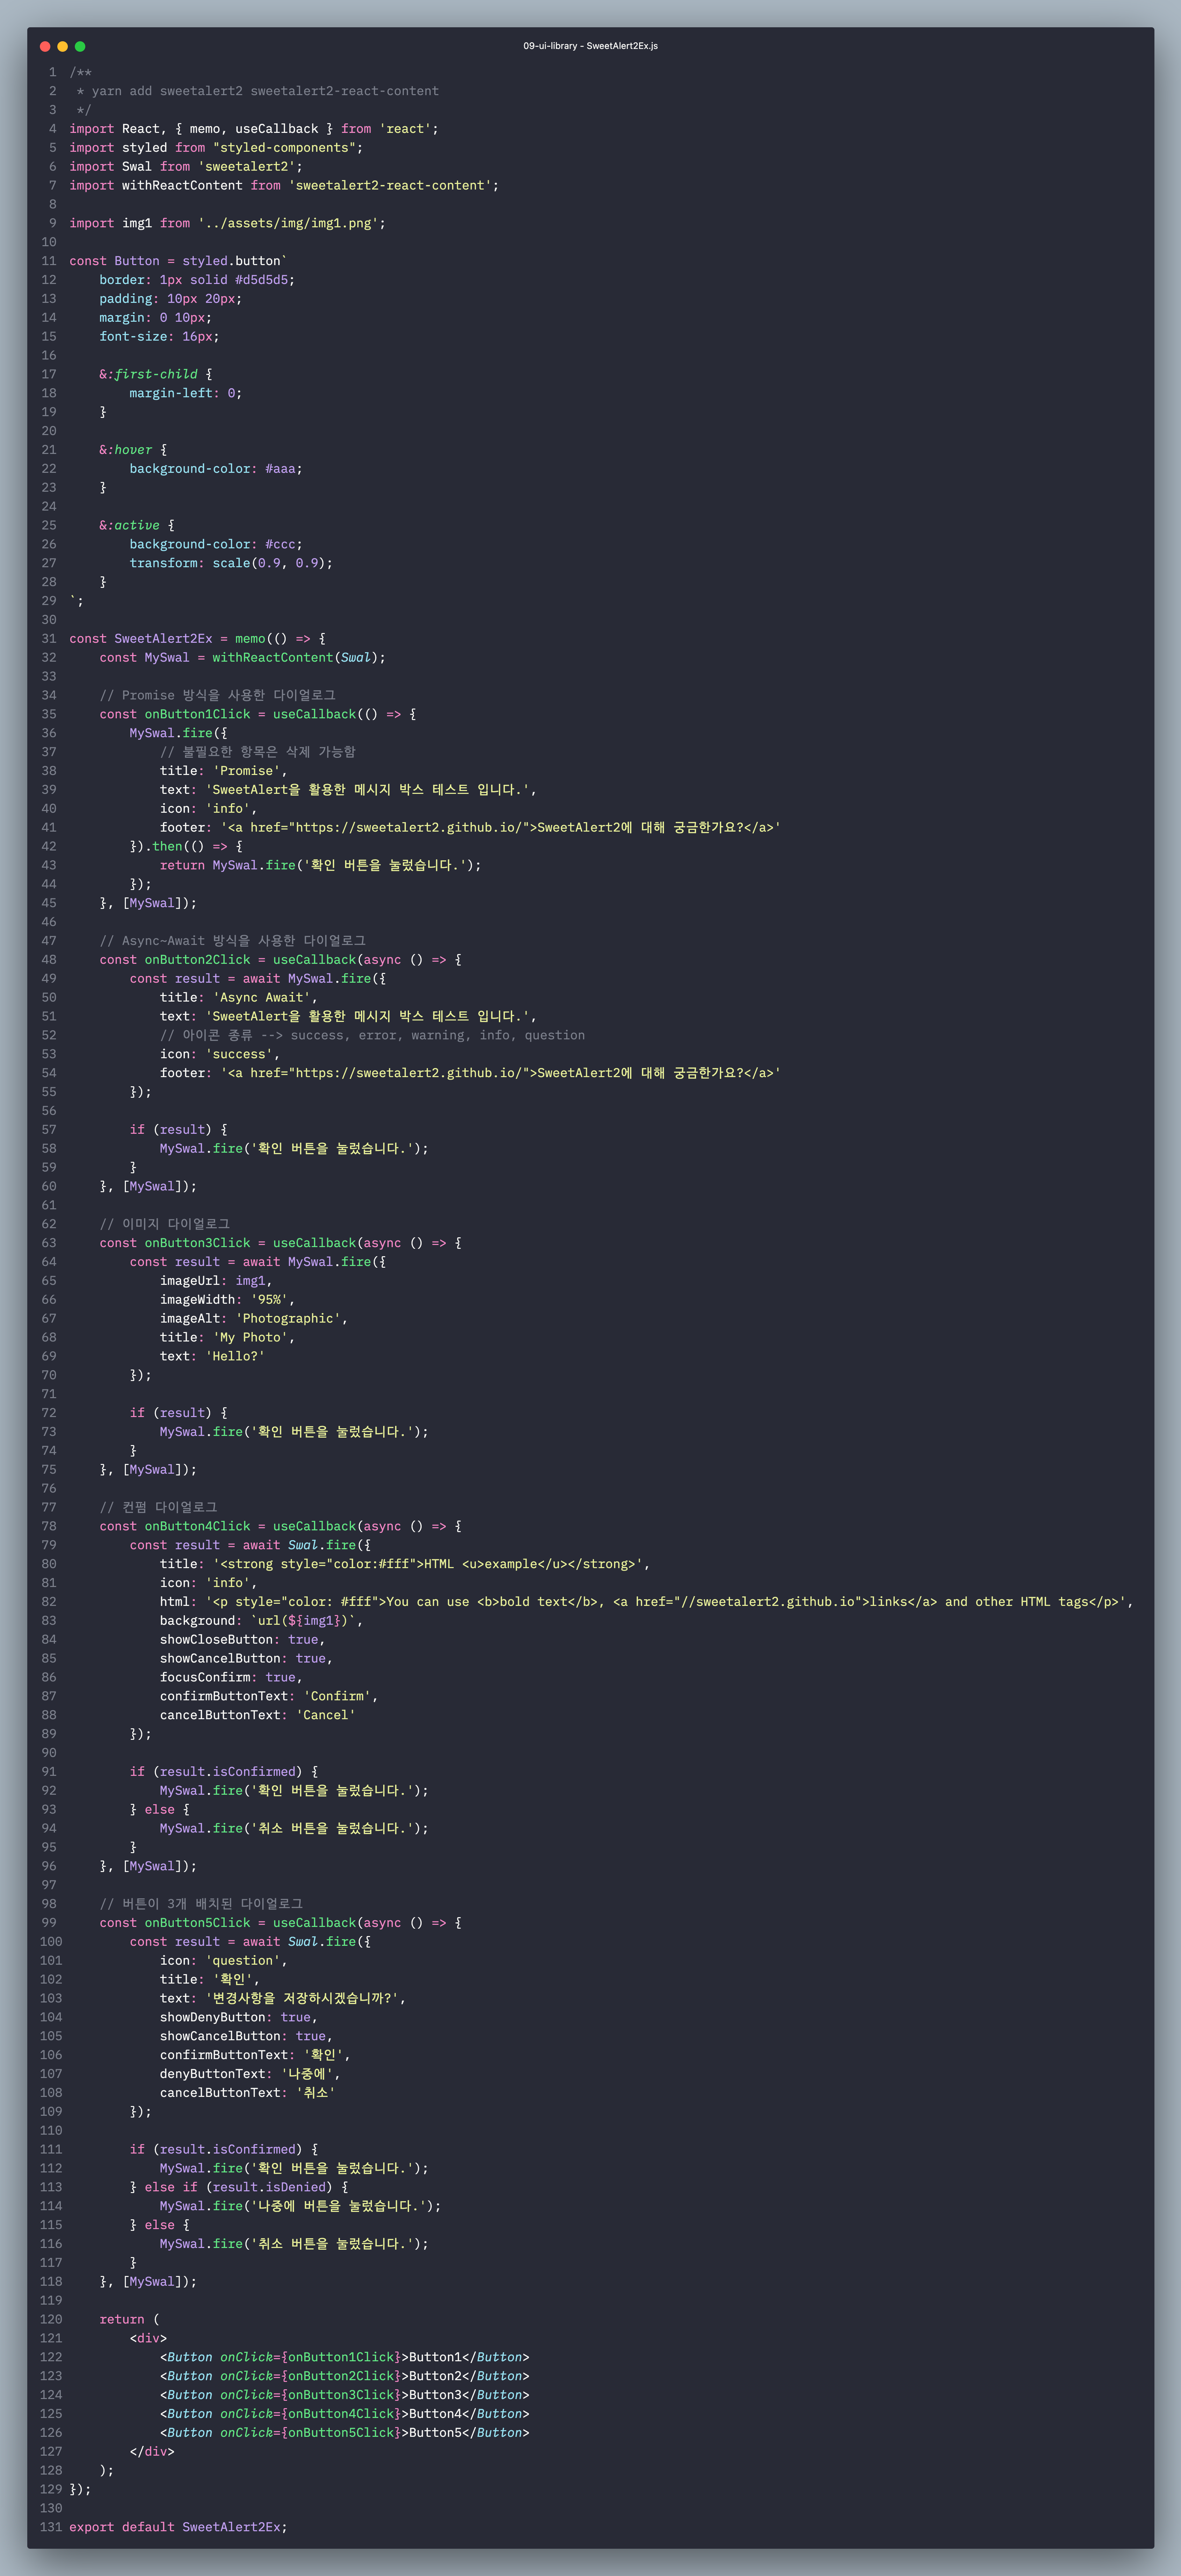 09-ui-library - SweetAlert2Ex.js
1 /**
2  * yarn add sweetalert2 sweetalert2-react-content
3  */
4 import React, { memo, useCallback } from 'react';
5 import styled from "styled-components";
6 import Swal from 'sweetalert2';
7 import withReactContent from 'sweetalert2-react-content';
8
9 import img1 from '../assets/img/img1.png';
10
11 const Button = styled.button`
12     border: 1px solid #d5d5d5;
13     padding: 10px 20px;
14     margin: 0 10px;
15     font-size: 16px;
16
17     &:first-child {
18         margin-left: 0;
19     }
20
21     &:hover {
22         background-color: #aaa;
23     }
24
25     &:active {
26         background-color: #ccc;
27         transform: scale(0.9, 0.9);
28     }
29 `;
30
31 const SweetAlert2Ex = memo(() => {
32     const MySwal = withReactContent(Swal);
33
34     // Promise 방식을 사용한 다이얼로그
35     const onButton1Click = useCallback(() => {
36         MySwal.fire({
37             // 불필요한 항목은 삭제 가능함
38             title: 'Promise',
39             text: 'SweetAlert을 활용한 메시지 박스 테스트 입니다.',
40             icon: 'info',
41             footer: '<a href="https://sweetalert2.github.io/">SweetAlert2에 대해 궁금한가요?</a>'
42         }).then(() => {
43             return MySwal.fire('확인 버튼을 눌렀습니다.');
44         });
45     }, [MySwal]);
46
47     // Async~Await 방식을 사용한 다이얼로그
48     const onButton2Click = useCallback(async () => {
49         const result = await MySwal.fire({
50             title: 'Async Await',
51             text: 'SweetAlert을 활용한 메시지 박스 테스트 입니다.',
52             // 아이콘 종류 --> success, error, warning, info, question
53             icon: 'success',
54             footer: '<a href="https://sweetalert2.github.io/">SweetAlert2에 대해 궁금한가요?</a>'
55         });
56
57         if (result) {
58             MySwal.fire('확인 버튼을 눌렀습니다.');
59         }
60     }, [MySwal]);
61
62     // 이미지 다이얼로그
63     const onButton3Click = useCallback(async () => {
64         const result = await MySwal.fire({
65             imageUrl: img1,
66             imageWidth: '95%',
67             imageAlt: 'Photographic',
68             title: 'My Photo',
69             text: 'Hello?'
70         });
71
72         if (result) {
73             MySwal.fire('확인 버튼을 눌렀습니다.');
74         }
75     }, [MySwal]);
76
77     // 컨펌 다이얼로그
78     const onButton4Click = useCallback(async () => {
79         const result = await Swal.fire({
80             title: '<strong style="color:#fff">HTML <u>example</u></strong>',
81             icon: 'info',
82             html: '<p style="color: #fff">You can use <b>bold text</b>, <a href="//sweetalert2.github.io">links</a> and other HTML tags</p>',
83             background: `url(${img1})`,
84             showCloseButton: true,
85             showCancelButton: true,
86             focusConfirm: true,
87             confirmButtonText: 'Confirm',
88             cancelButtonText: 'Cancel'
89         });
90
91         if (result.isConfirmed) {
92             MySwal.fire('확인 버튼을 눌렀습니다.');
93         } else {
94             MySwal.fire('취소 버튼을 눌렀습니다.');
95         }
96     }, [MySwal]);
97
98     // 버튼이 3개 배치된 다이얼로그
99     const onButton5Click = useCallback(async () => {
100         const result = await Swal.fire({
101             icon: 'question',
102             title: '확인',
103             text: '변경사항을 저장하시겠습니까?',
104             showDenyButton: true,
105             showCancelButton: true,
106             confirmButtonText: '확인',
107             denyButtonText: '나중에',
108             cancelButtonText: '취소'
109         });
110
111         if (result.isConfirmed) {
112             MySwal.fire('확인 버튼을 눌렀습니다.');
113         } else if (result.isDenied) {
114             MySwal.fire('나중에 버튼을 눌렀습니다.');
115         } else {
116             MySwal.fire('취소 버튼을 눌렀습니다.');
117         }
118     }, [MySwal]);
119
120     return (
121         <div>
122             <Button onClick={onButton1Click}>Button1</Button>
123             <Button onClick={onButton2Click}>Button2</Button>
124             <Button onClick={onButton3Click}>Button3</Button>
125             <Button onClick={onButton4Click}>Button4</Button>
126             <Button onClick={onButton5Click}>Button5</Button>
127         </div>
128     );
129 });
130
131 export default SweetAlert2Ex;